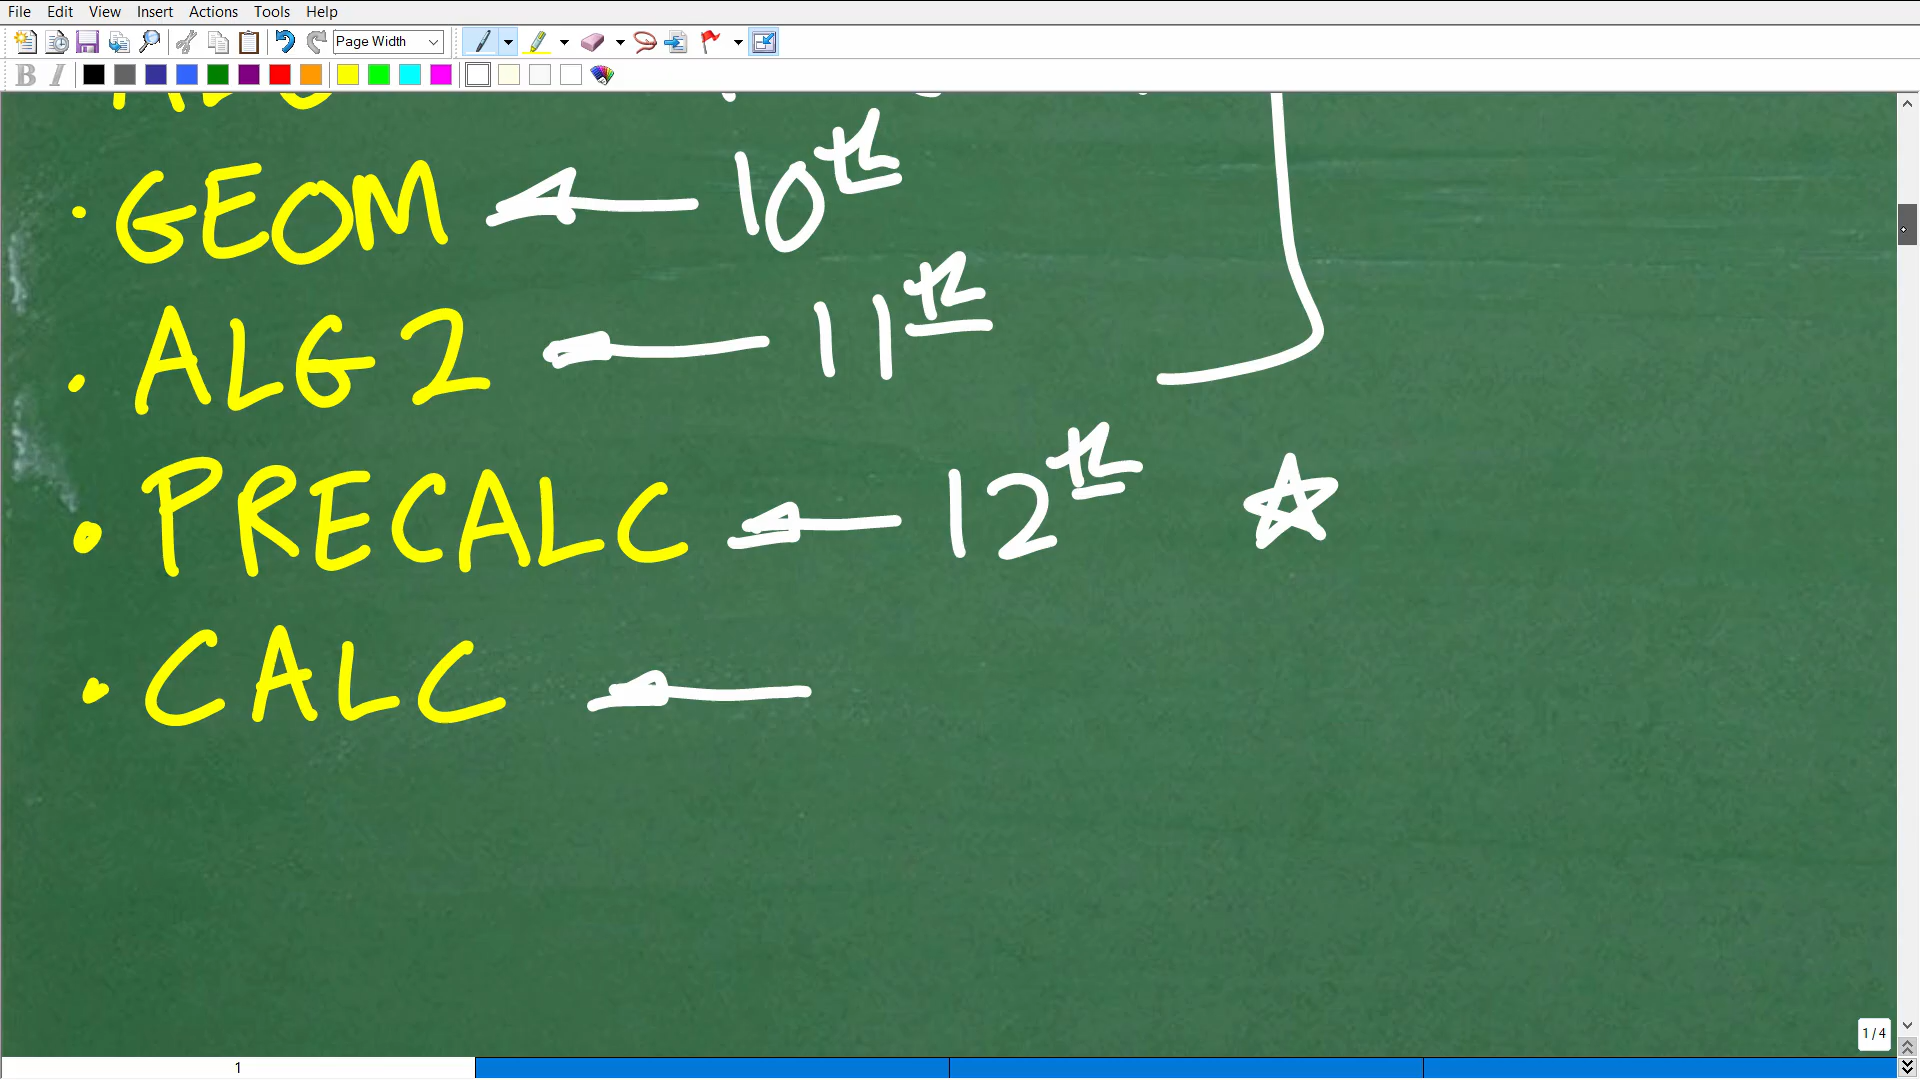 File Edit View Insert Actions Tools Help
Page Width
B I
· GEOM ← 10th
· ALG 2 ← 11th
· PRECALC ← 12th ☆
· CALC ←
1 / 4
1